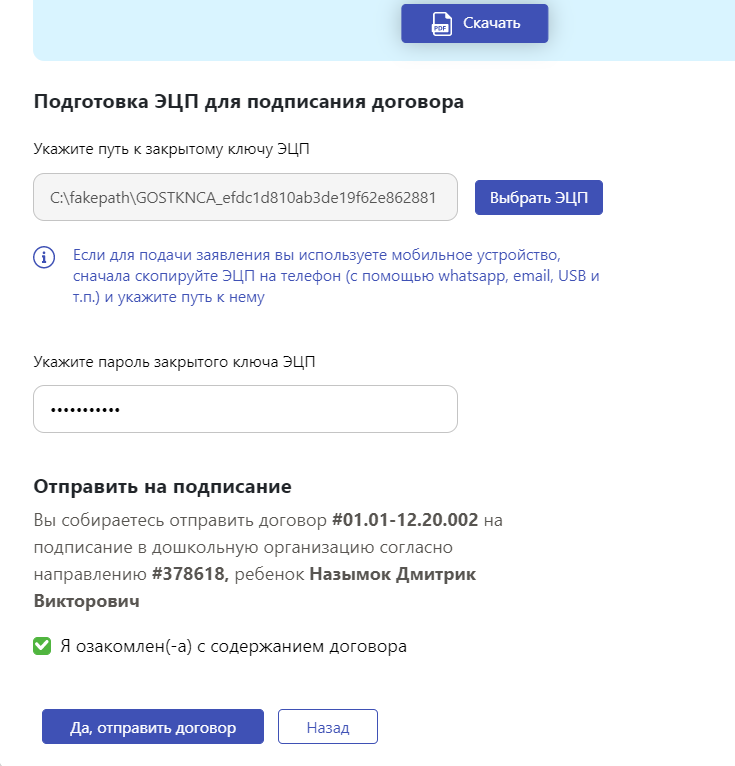 PDF
Скачать
Подготовка ЭЦП для подписания договора
Укажите путь к закрытому ключу ЭЦП
C:\fakepath\GOSTKNCA_efdc1d810ab3de19f62e862881
Выбрать ЭЦП
Если для подачи заявления вы используете мобильное устройство,
сначала скопируйте ЭЦП на телефон (с помощью whatsapp, email, USB и
т.п.) и укажите путь к нему
Укажите пароль закрытого ключа ЭЦП
•••••••••••
Отправить на подписание
Вы собираетесь отправить договор #01.01-12.20.002 на
подписание в дошкольную организацию согласно
направлению #378618, ребенок Назымок Дмитрик
Викторович
Я озакомлен(-а) с содержанием договора
Да, отправить договор
Назад